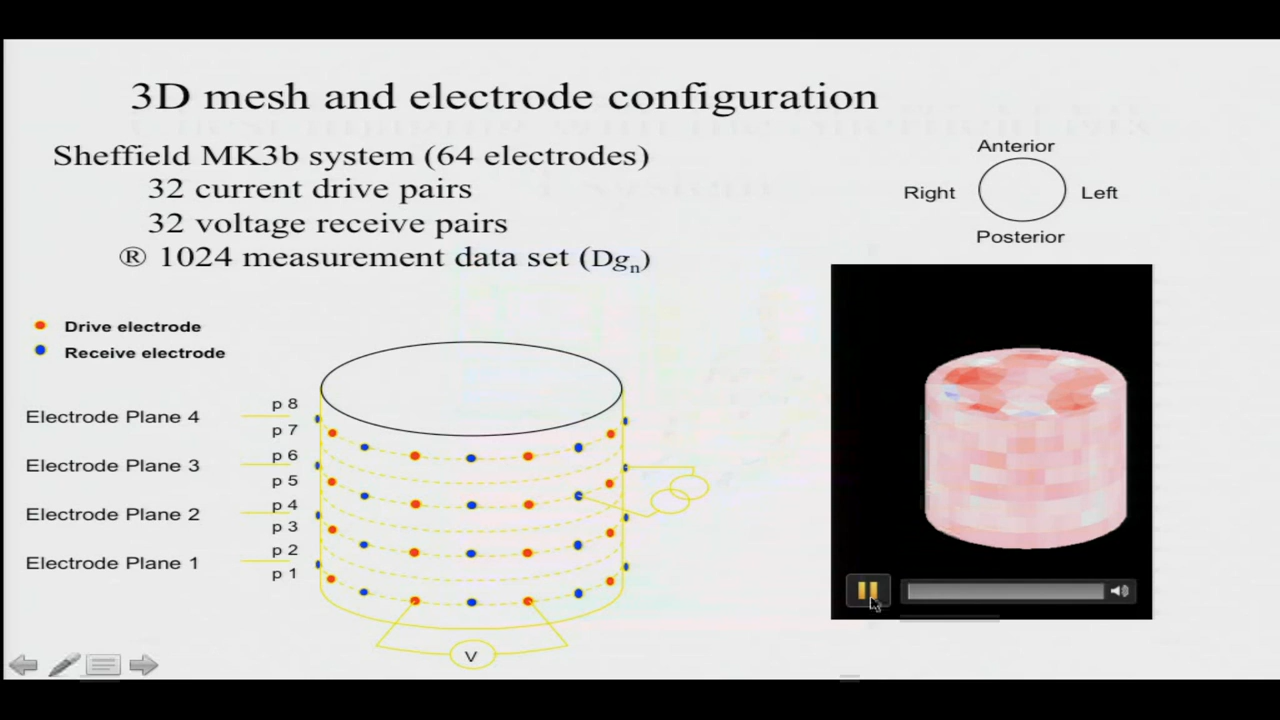 3D mesh and electrode configuration
Sheffield MK3b system (64 electrodes)
32 current drive pairs
32 voltage receive pairs
® 1024 measurement data set (Dgn)
Anterior
Right
Left
Posterior
Drive electrode
Receive electrode
p 8
Electrode Plane 4
p 7
p 6
Electrode Plane 3
p 5
p 4
Electrode Plane 2
p 3
p 2
Electrode Plane 1
p 1
V